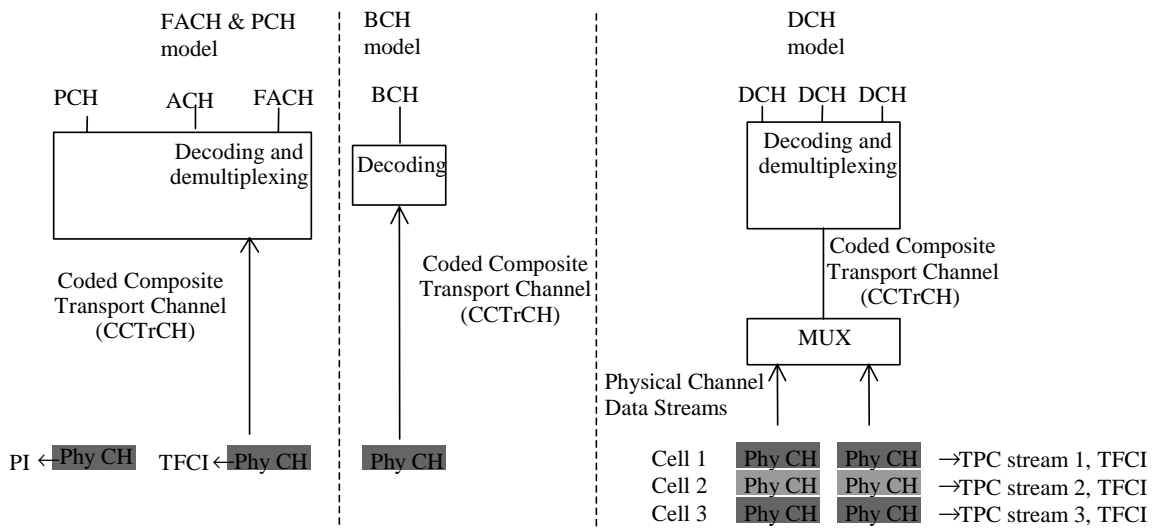 FACH & PCH
model
PCH
ACH
FACH
Decoding and
demultiplexing
Coded Composite
Transport Channel
(CCTrCH)
PI ←Phy CH
TFCI←Phy CH
BCH
model
BCH
Decoding
Coded Composite
Transport Channel
(CCTrCH)
Phy CH
DCH
model
DCH DCH DCH
Decoding and
demultiplexing
Coded Composite
Transport Channel
(CCTrCH)
MUX
Physical Channel
Data Streams
Cell 1 Phy CH Phy CH →TPC stream 1, TFCI
Cell 2 Phy CH Phy CH →TPC stream 2, TFCI
Cell 3 Phy CH Phy CH →TPC stream 3, TFCI